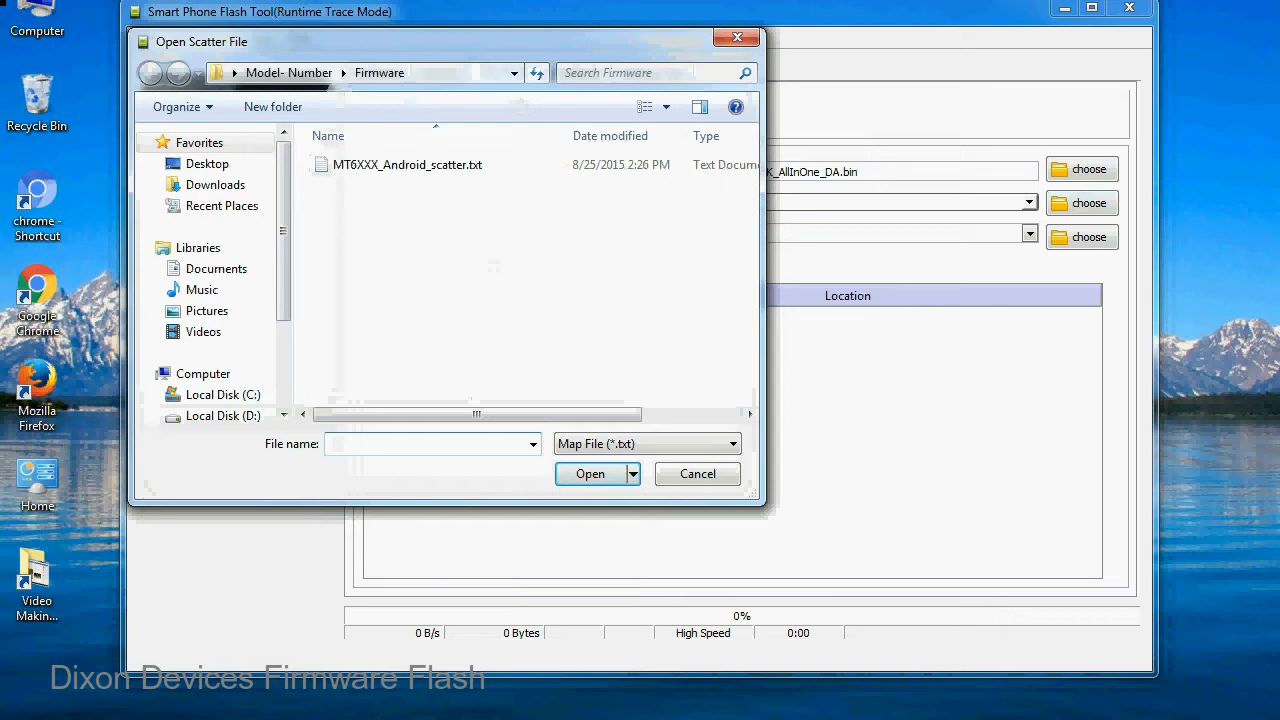 Computer
Recycle Bin
chrome -
Shortcut
Google
Chrome
Mozilla
Firefox
Home
Video
Makin...
Smart Phone Flash Tool(Runtime Trace Mode)
Open Scatter File
Model- Number
Firmware
Search Firmware
Organize
New folder
Favorites
Desktop
Downloads
Recent Places
Libraries
Documents
Music
Pictures
Videos
Computer
Local Disk (C:)
Local Disk (D:)
Name
Date modified
Type
MT6XXX_Android_scatter.txt
8/25/2015 2:26 PM
Text Docum
File name:
Map File (*.txt)
Open
Cancel
K_AllInOne_DA.bin
choose
choose
choose
Location
0%
0 B/s
0 Bytes
High Speed
0:00
Dixon Devices Firmware Flash